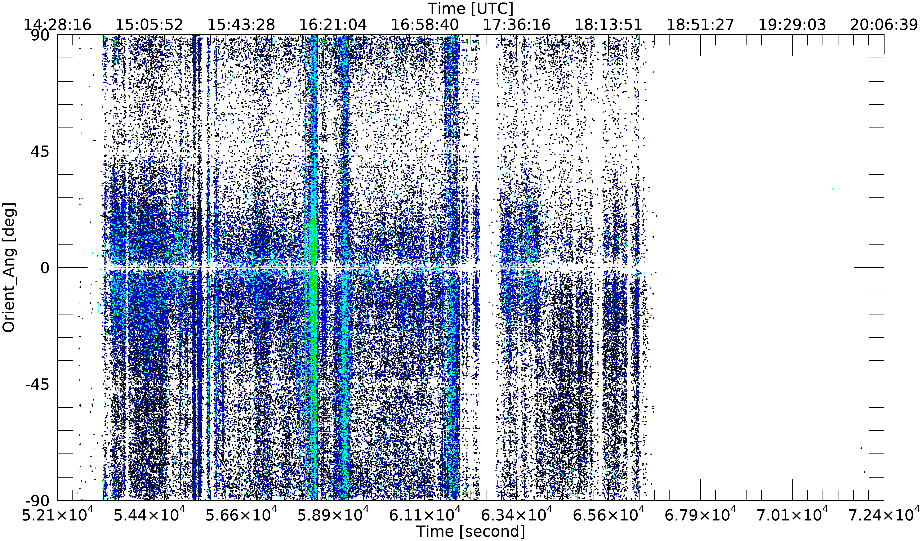 Time [UTC]
14:28:16 15:05:52 15:43:28 16:21:04 16:58:40 17:36:16 18:13:51 18:51:27 19:29:03 20:06:39
90
45
0
-45
-90
Orient_Ang [deg]
5.21×10⁴ 5.44×10⁴ 5.66×10⁴ 5.89×10⁴ 6.11×10⁴ 6.34×10⁴ 6.56×10⁴ 6.79×10⁴ 7.01×10⁴ 7.24×10⁴
Time [second]